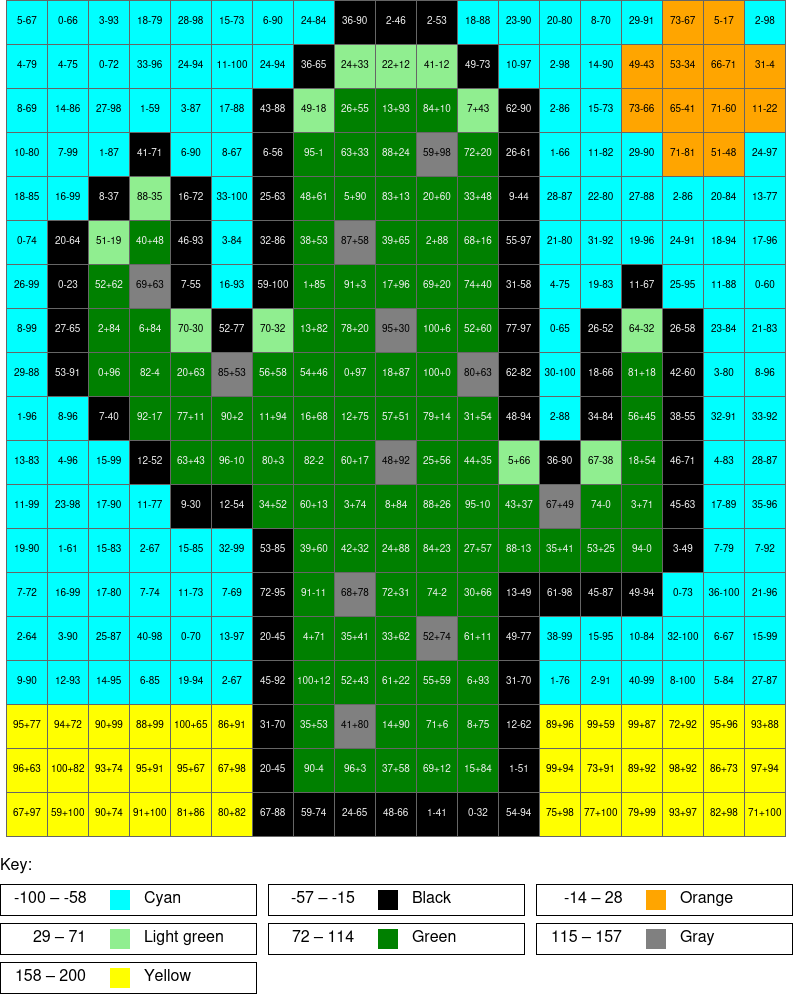 5-67 0-66 3-93 18-79 28-98 15-73 6-90 24-84 36-90 2-46 2-53 18-88 23-90 20-80 8-70 29-91 73-67 5-17 2-98
4-79 4-75 0-72 33-96 24-94 11-100 24-94 36-65 24+33 22+12 41-12 49-73 10-97 2-98 14-90 49-43 53-34 66-71 31-4
8-69 14-86 27-98 1-59 3-87 17-88 43-88 49-18 26+55 13+93 84+10 7+43 62-90 2-86 15-73 73-66 65-41 71-60 11-22
10-80 7-99 1-87 41-71 6-90 8-67 6-56 95-1 63+33 88+24 59+98 72+20 26-61 1-66 11-82 29-90 71-81 51-48 24-97
18-85 16-99 8-37 88-35 16-72 33-100 25-63 48+61 5+90 83+13 20+60 33+48 9-44 28-87 22-80 27-88 2-86 20-84 13-77
0-74 20-64 51-19 40+48 46-93 3-84 32-86 38+53 87+58 39+65 2+88 68+16 55-97 21-80 31-92 19-96 24-91 18-94 17-96
26-99 0-23 52+62 69+63 7-55 16-93 59-100 1+85 91+3 17+96 69+20 74+40 31-58 4-75 19-83 11-67 25-95 11-88 0-60
8-99 27-65 2+84 6+84 70-30 52-77 70-32 13+82 78+20 95+30 100+6 52+60 77-97 0-65 26-52 64-32 26-58 23-84 21-83
29-88 53-91 0+96 82-4 20+63 85+53 56+58 54+46 0+97 18+87 100+0 80+63 62-82 30-100 18-66 81+18 42-60 3-80 8-96
1-96 8-96 7-40 92-17 77+11 90+2 11+94 16+68 12+75 57+51 79+14 31+54 48-94 2-88 34-84 56+45 38-55 32-91 33-92
13-83 4-96 15-99 12-52 63+43 96-10 80+3 82-2 60+17 48+92 25+56 44+35 5+66 36-90 67-38 18+54 46-71 4-83 28-87
11-99 23-98 17-90 11-77 9-30 12-54 34+52 60+13 3+74 8+84 88+26 95-10 43+37 67+49 74-0 3+71 45-63 17-89 35-96
19-90 1-61 15-83 2-67 15-85 32-99 53-85 39+60 42+32 24+88 84+23 27+57 88-13 35+41 53+25 94-0 3-49 7-79 7-92
7-72 16-99 17-80 7-74 11-73 7-69 72-95 91-11 68+78 72+31 74-2 30+66 13-49 61-98 45-87 49-94 0-73 36-100 21-96
2-64 3-90 25-87 40-98 0-70 13-97 20-45 4+71 35+41 33+62 52+74 61+11 49-77 38-99 15-95 10-84 32-100 6-67 15-99
9-90 12-93 14-95 6-85 19-94 2-67 45-92 100+12 52+43 61+22 55+59 6+93 31-70 1-76 2-91 40-99 8-100 5-84 27-87
95+77 94+72 90+99 88+99 100+65 86+91 31-70 35+53 41+80 14+90 71+6 8+75 12-62 89+96 99+59 99+87 72+92 95+96 93+88
96+63 100+82 93+74 95+91 95+67 67+98 20-45 90-4 96+3 37+58 69+12 15+84 1-51 99+94 73+91 89+92 98+92 86+73 97+94
67+97 59+100 90+74 91+100 81+86 80+82 67-88 59-74 24-65 48-66 1-41 0-32 54-94 75+98 77+100 79+99 93+97 82+98 71+100
Key:
-100 – -58 Cyan -57 – -15 Black -14 – 28 Orange
29 – 71 Light green 72 – 114 Green 115 – 157 Gray
158 – 200 Yellow